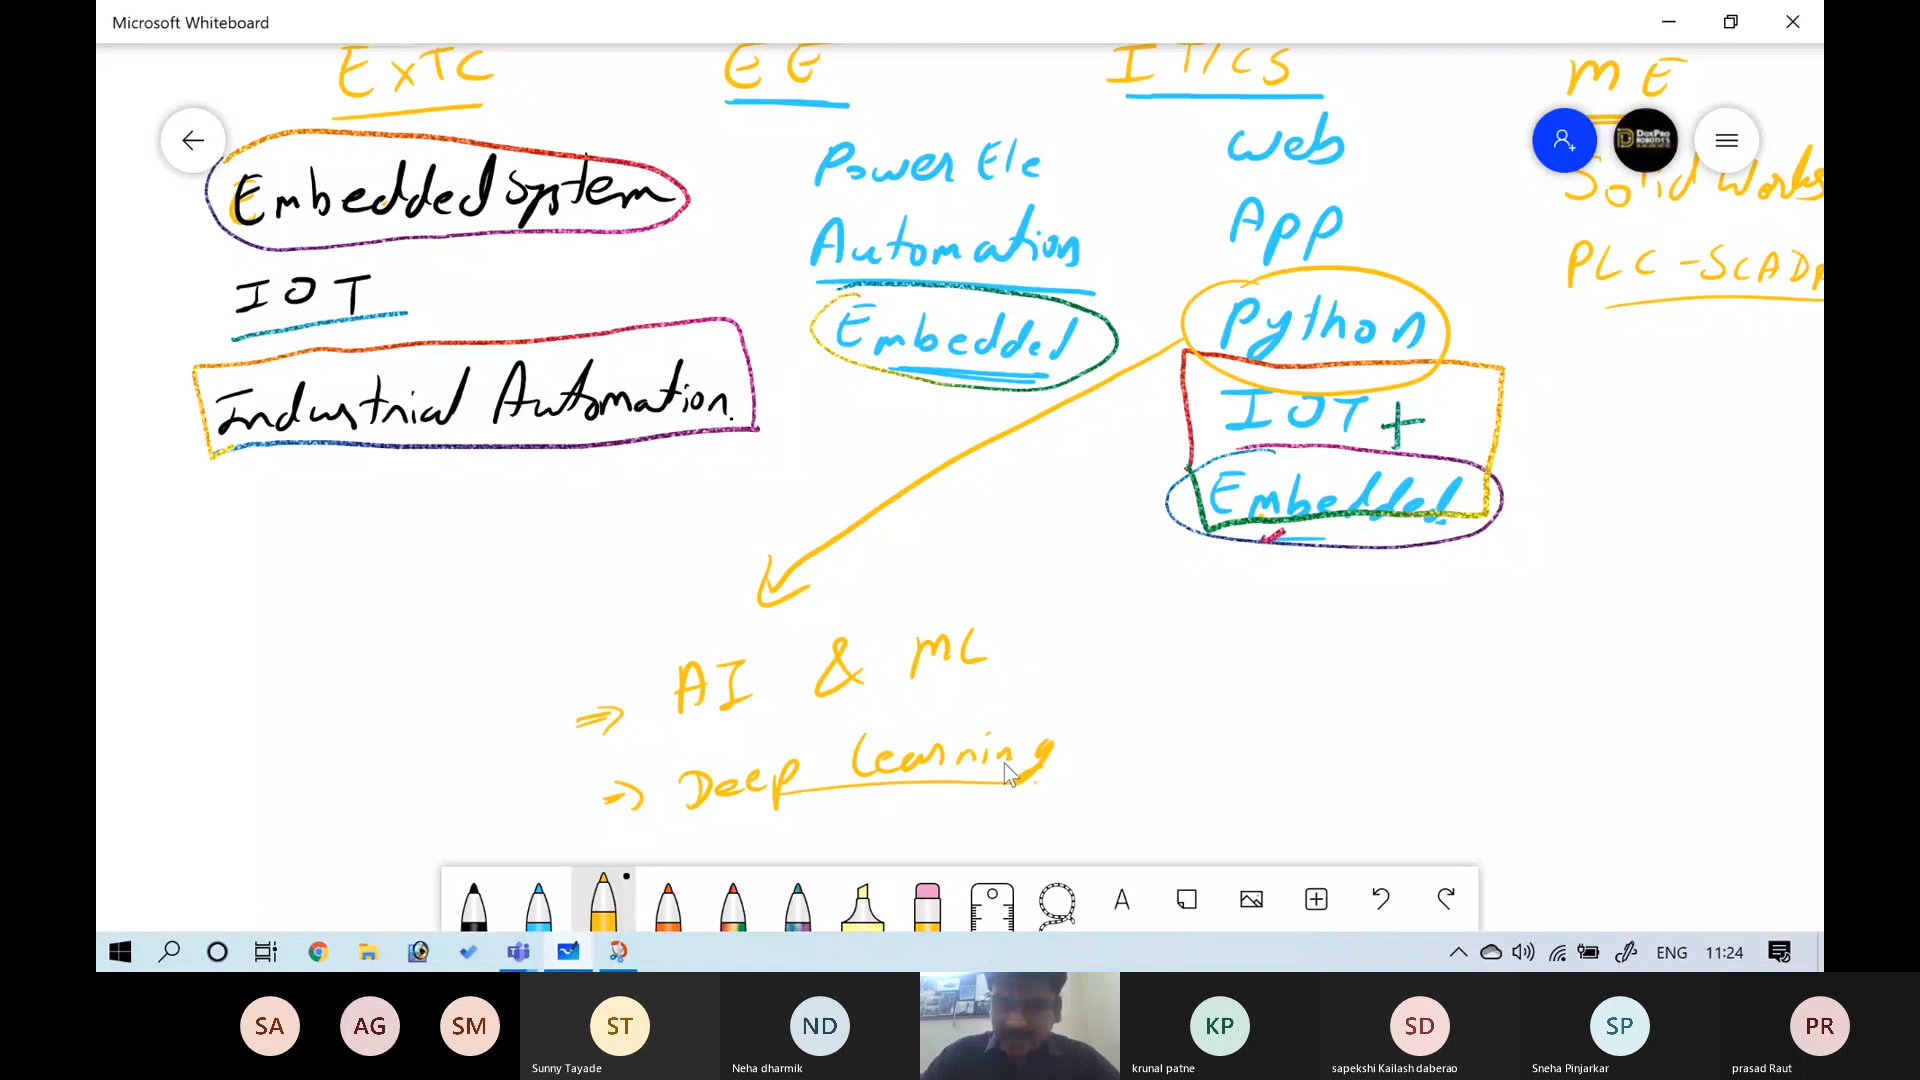 Microsoft Whiteboard
ExTC
EE
IT/CS
ME
Embedded system
IOT
Industrial Automation.
Power Ele
Automation
Embedded
Web
App
Python
IOT +
Embedded
Solid Works
PLC-SCADA
DOXPRO
AI & ML
⇒ Deep Learning
A
ENG
11:24
SA
AG
SM
ST
ND
KP
SD
SP
PR
Sunny Tayade
Neha dharmik
krunal patne
sapekshi Kailash daberao
Sneha Pinjarkar
prasad Raut